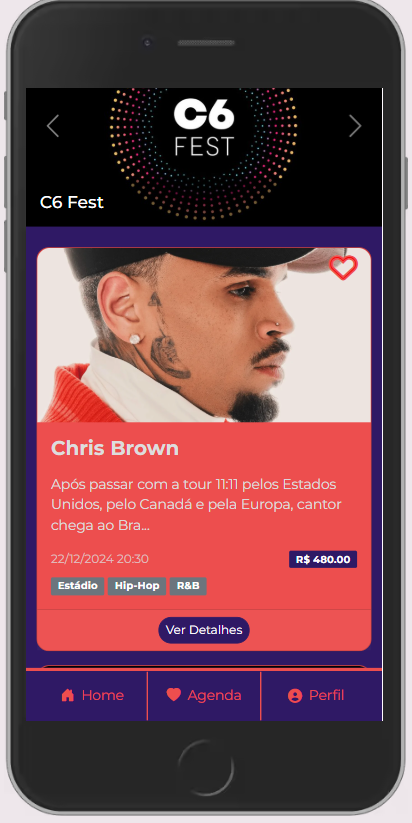 C6
FEST
C6 Fest
Chris Brown
Após passar com a tour 11:11 pelos Estados
Unidos, pelo Canadá e pela Europa, cantor
chega ao Bra...
22/12/2024 20:30
R$ 480.00
Estádio Hip-Hop R&B
Ver Detalhes
Home Agenda Perfil